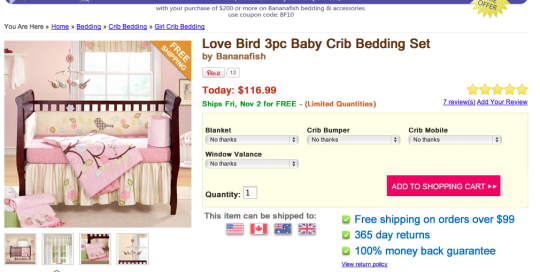 with your purchase of $200 or more on Bananafish bedding & accessories.
use coupon code: BF10
OFFER
You Are Here » Home » Bedding » Crib Bedding » Girl Crib Bedding
FREE
SHIPPING
Love Bird 3pc Baby Crib Bedding Set
by Bananafish
Pin it 12
Today: $116.99
Ships Fri, Nov 2 for FREE - (Limited Quantities)
7 review(s) Add Your Review
Blanket Crib Bumper Crib Mobile
No thanks No thanks No thanks
Window Valance
No thanks
Quantity: 1
ADD TO SHOPPING CART
This item can be shipped to:
Free shipping on orders over $99
365 day returns
100% money back guarantee
View return policy